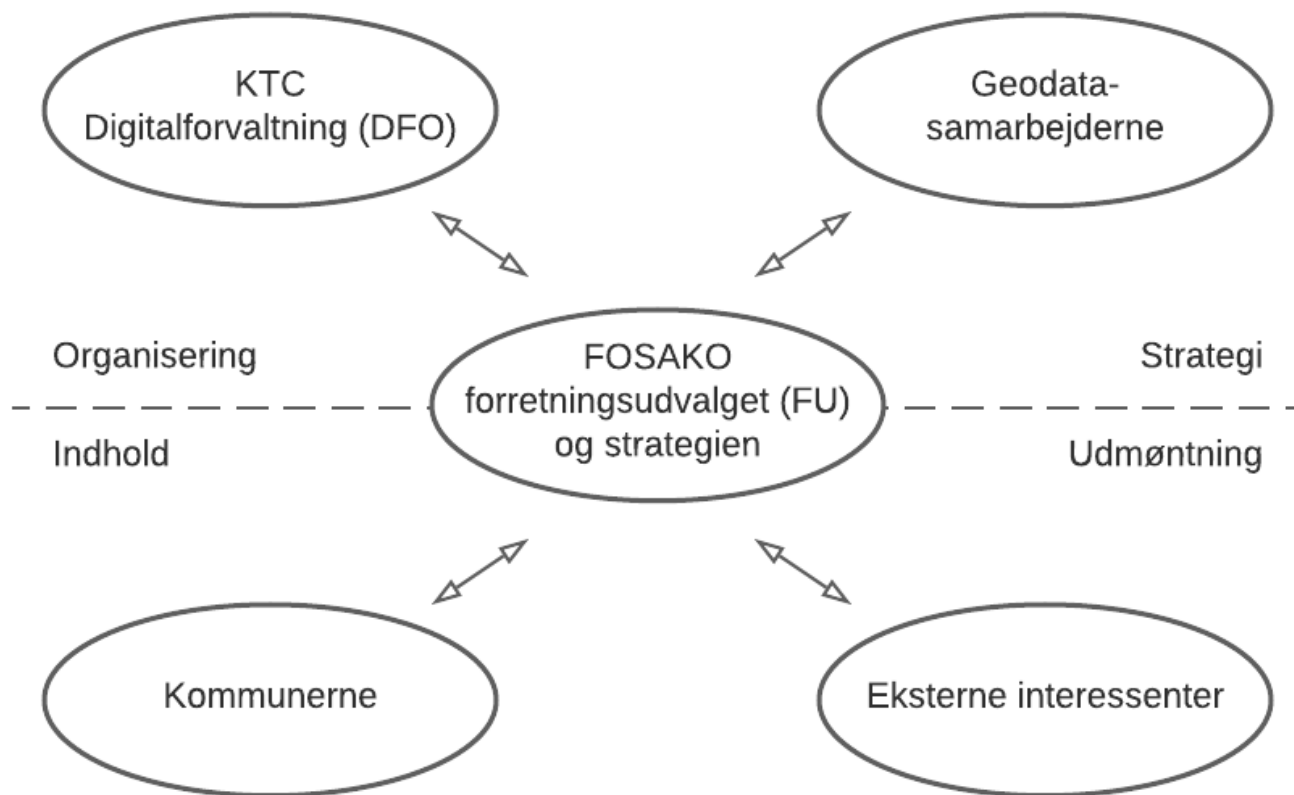 KTC
Digitalforvaltning (DFO)
Geodata-
samarbejderne
Organisering
FOSAKO
forretningsudvalget (FU)
og strategien
Strategi
Indhold
Udmøntning
Kommunerne
Eksterne interessenter